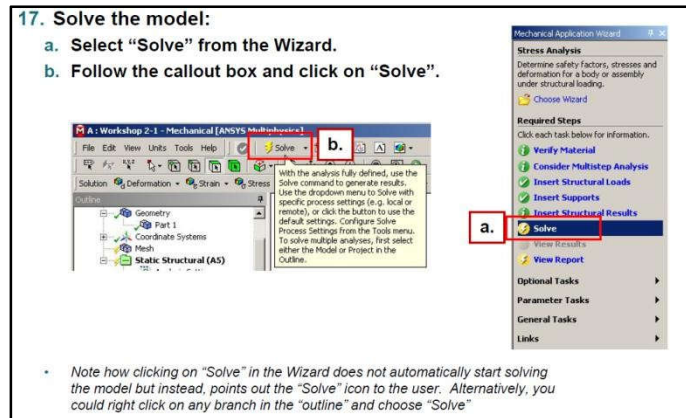 17. Solve the model:
a. Select “Solve” from the Wizard.
b. Follow the callout box and click on “Solve”.
A : Workshop 2-1 - Mechanical [ANSYS Multiphysics]
File Edit View Units Tools Help Solve
b.
Solution Deformation Strain Stress
Outline
Geometry
Part 1
Coordinate Systems
Mesh
Static Structural (A5)
With the analysis fully defined, use the
Solve command to generate results.
Use the dropdown menu to Solve with
specific process settings (e.g. local or
remote), or click the button to use the
default settings. Configure Solve
Process Settings from the Tools menu.
To solve multiple analyses, first select
either the Model or Project in the
Outline.
Mechanical Application Wizard
Stress Analysis
Determine safety factors, stresses and
deformation for a body or assembly
under structural loading.
Choose Wizard
Required Steps
Click each task below for information.
Verify Material
Consider Multistep Analysis
Insert Structural Loads
Insert Supports
Insert Structural Results
a.
Solve
View Results
View Report
Optional Tasks
Parameter Tasks
General Tasks
Links
• Note how clicking on “Solve” in the Wizard does not automatically start solving
the model but instead, points out the “Solve” icon to the user. Alternatively, you
could right click on any branch in the “outline” and choose “Solve”